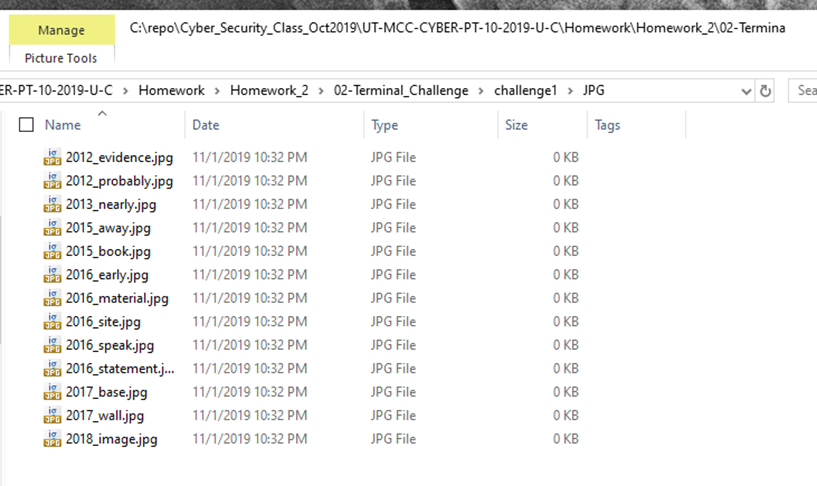 Manage
C:\repo\Cyber_Security_Class_Oct2019\UT-MCC-CYBER-PT-10-2019-U-C\Homework\Homework_2\02-Termina
Picture Tools
ER-PT-10-2019-U-C > Homework > Homework_2 > 02-Terminal_Challenge > challenge1 > JPG Sea
Name Date Type Size Tags
2012_evidence.jpg 11/1/2019 10:32 PM JPG File 0 KB
2012_probably.jpg 11/1/2019 10:32 PM JPG File 0 KB
2013_nearly.jpg 11/1/2019 10:32 PM JPG File 0 KB
2015_away.jpg 11/1/2019 10:32 PM JPG File 0 KB
2015_book.jpg 11/1/2019 10:32 PM JPG File 0 KB
2016_early.jpg 11/1/2019 10:32 PM JPG File 0 KB
2016_material.jpg 11/1/2019 10:32 PM JPG File 0 KB
2016_site.jpg 11/1/2019 10:32 PM JPG File 0 KB
2016_speak.jpg 11/1/2019 10:32 PM JPG File 0 KB
2016_statement.j... 11/1/2019 10:32 PM JPG File 0 KB
2017_base.jpg 11/1/2019 10:32 PM JPG File 0 KB
2017_wall.jpg 11/1/2019 10:32 PM JPG File 0 KB
2018_image.jpg 11/1/2019 10:32 PM JPG File 0 KB